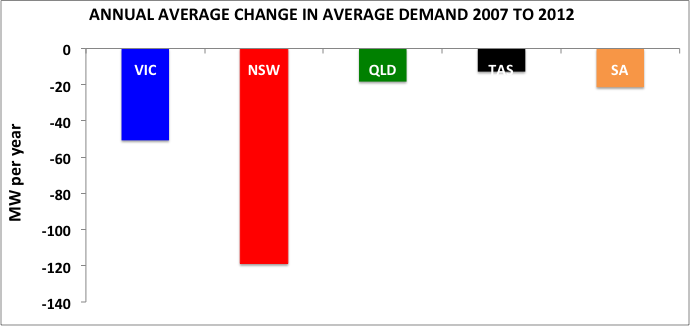 ANNUAL AVERAGE CHANGE IN AVERAGE DEMAND 2007 TO 2012
0
-20
-40
-60
-80
-100
-120
-140
MW per year
VIC
NSW
QLD
TAS
SA